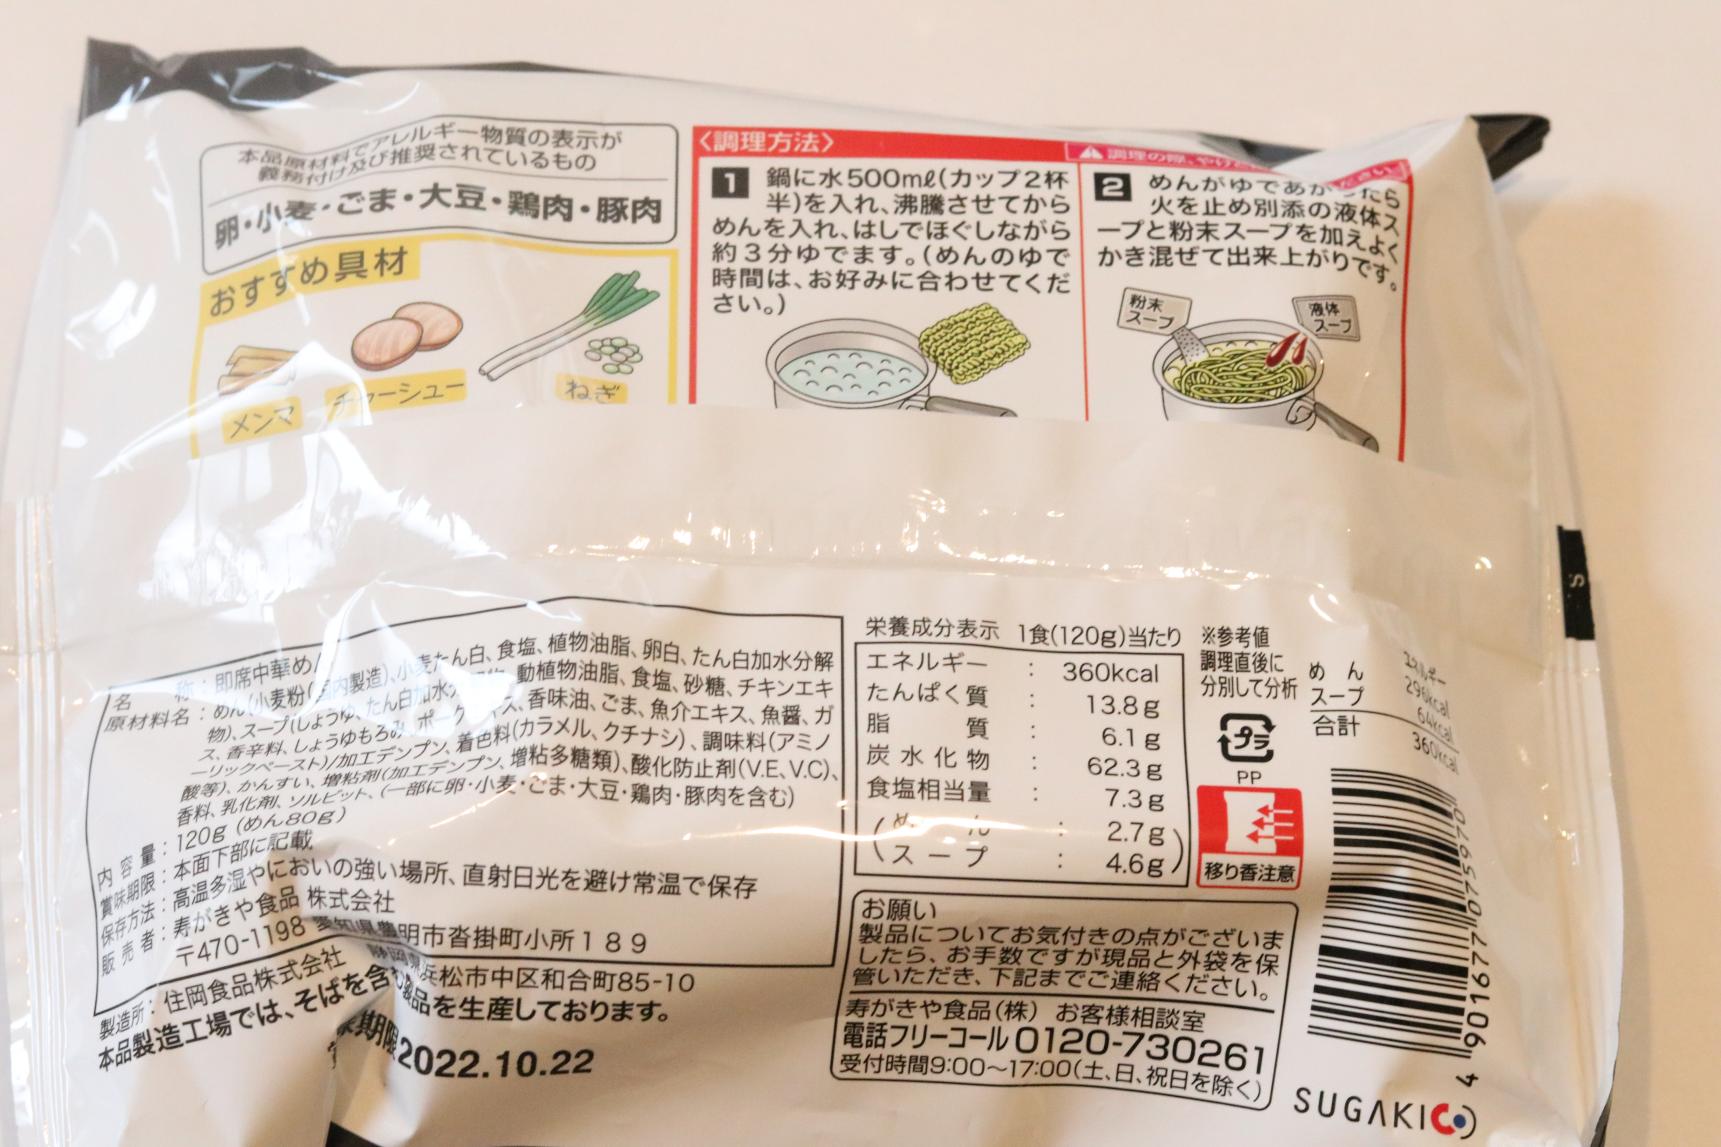 本品原材料でアレルギー物質の表示が
義務付け及び推奨されているもの
卵・小麦・ごま・大豆・鶏肉・豚肉
おすすめ具材
メンマ
チャーシュー
ねぎ
〈調理方法〉
調理の際、やけど
ださい
1 鍋に水500mℓ(カップ2杯
半)を入れ、沸騰させてから
めんを入れ、はしでほぐしながら
約3分ゆでます。(めんのゆで
時間は、お好みに合わせてくだ
さい。)
2 めんがゆであがったら
火を止め別添の液体ス
ープと粉末スープを加えよく
かき混ぜて出来上がりです。
粉末
スープ
液体
スープ
名 称:即席中華めん
原材料名:めん(小麦粉(国内製造)、小麦たん白、食塩、植物油脂、卵白、たん白加水分解
物)、スープ(しょうゆ、たん白加水分解物、動植物油脂、食塩、砂糖、チキンエキ
ス、香辛料、しょうゆもろみ、ポークエキス、香味油、ごま、魚介エキス、魚醤、ガ
ーリックペースト)/加工デンプン、着色料(カラメル、クチナシ)、調味料(アミノ
酸等)、かんすい、増粘剤(加工デンプン、増粘多糖類)、酸化防止剤(V.E、V.C)、
香料、乳化剤、ソルビット、(一部に卵・小麦・ごま・大豆・鶏肉・豚肉を含む)
内容量:120g(めん80g)
賞味期限:本面下部に記載
保存方法:高温多湿やにおいの強い場所、直射日光を避け常温で保存
販売者:寿がきや食品 株式会社
〒470-1198 愛知県豊明市沓掛町小所189
製造所:住岡食品株式会社 静岡県浜松市中区和合町85-10
本品製造工場では、そばを含む製品を生産しております。
味期限2022.10.22
栄養成分表示 1食(120g)当たり
エネルギー : 360kcal
たんぱく質 : 13.8g
脂質 : 6.1g
炭水化物 : 62.3g
食塩相当量 : 7.3g
(めん : 2.7g)
(スープ : 4.6g)
※参考値
調理直後に
分別して分析
エネルギー
めん 296kcal
スープ 64kcal
合計 360kcal
プラ
PP
移り香注意
お願い
製品についてお気付きの点がございま
したら、お手数ですが現品と外袋を保
管いただき、下記までご連絡ください。
寿がきや食品(株) お客様相談室
電話フリーコール 0120-730261
受付時間9:00〜17:00(土、日、祝日を除く)
4 901677 075970
SUGAKICO
S